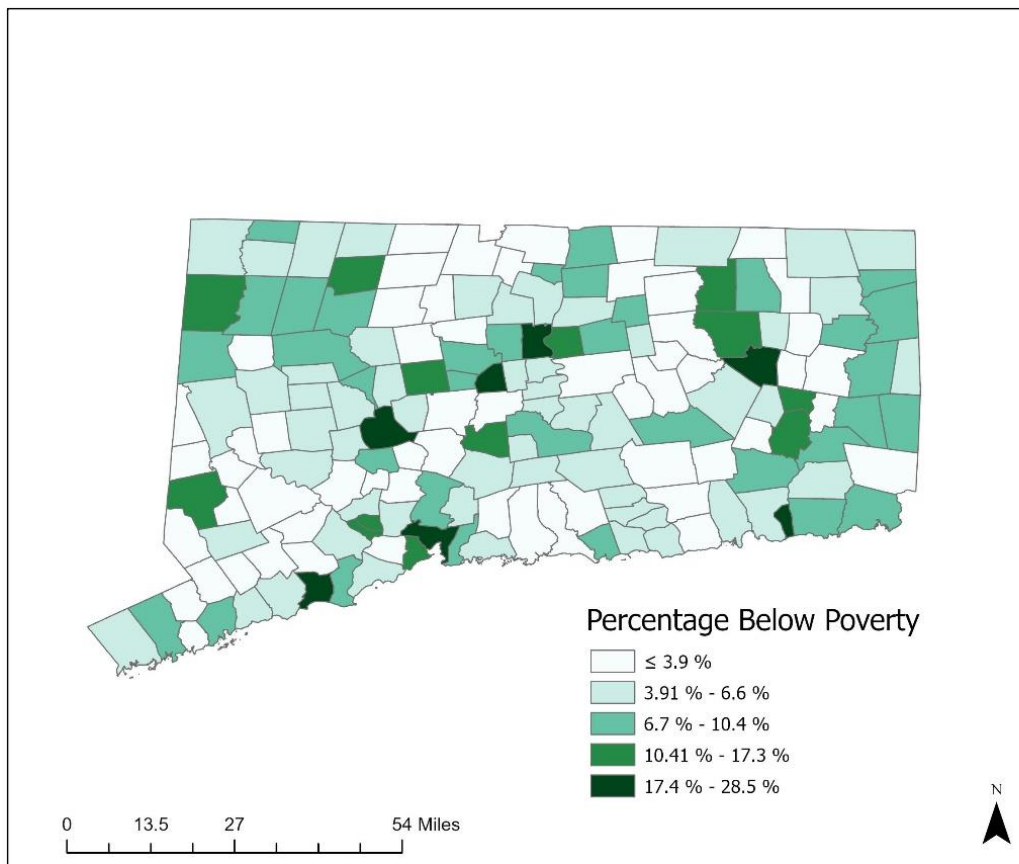 Percentage Below Poverty
≤ 3.9 %
3.91 % - 6.6 %
6.7 % - 10.4 %
10.41 % - 17.3 %
17.4 % - 28.5 %
0 13.5 27 54 Miles
N